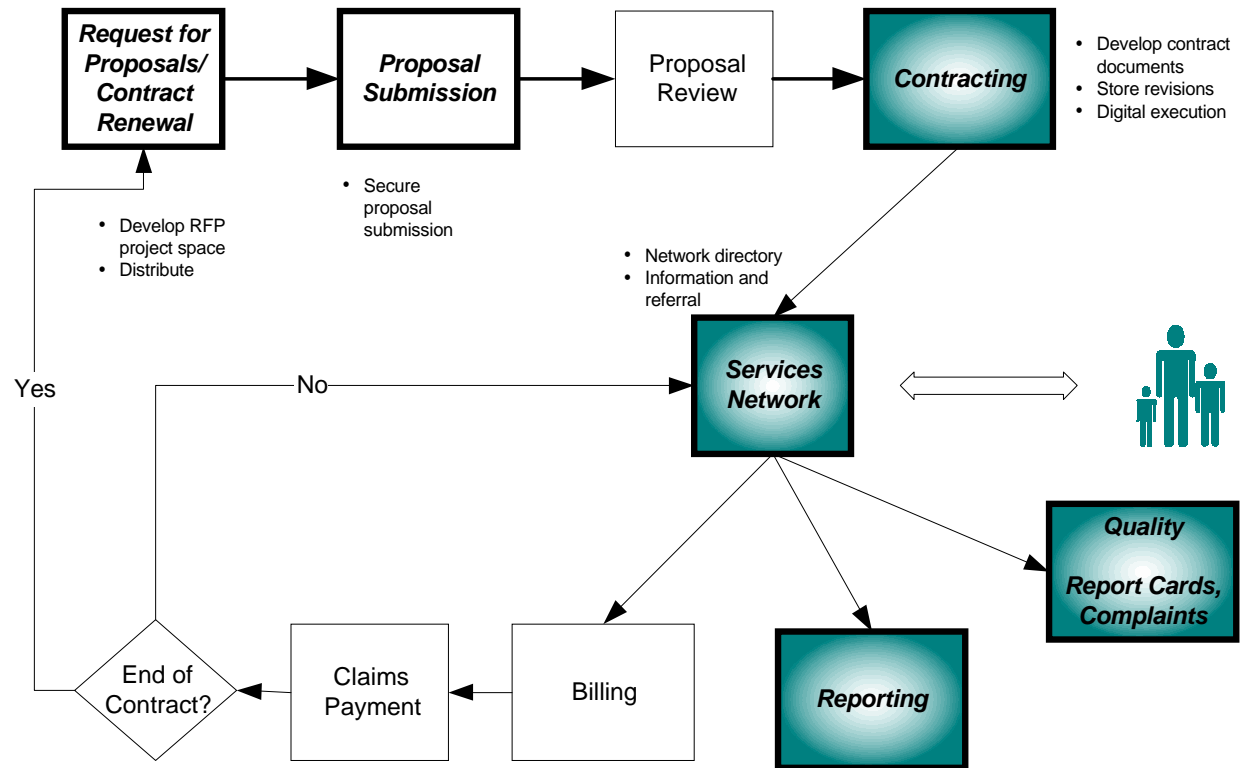 Request for
Proposals/
Contract
Renewal
Proposal
Submission
Proposal
Review
Contracting
• Develop contract
documents
• Store revisions
• Digital execution
• Develop RFP
project space
• Distribute
• Secure
proposal
submission
• Network directory
• Information and
referral
Services
Network
Yes
No
Quality
Report Cards,
Complaints
End of
Contract?
Claims
Payment
Billing
Reporting